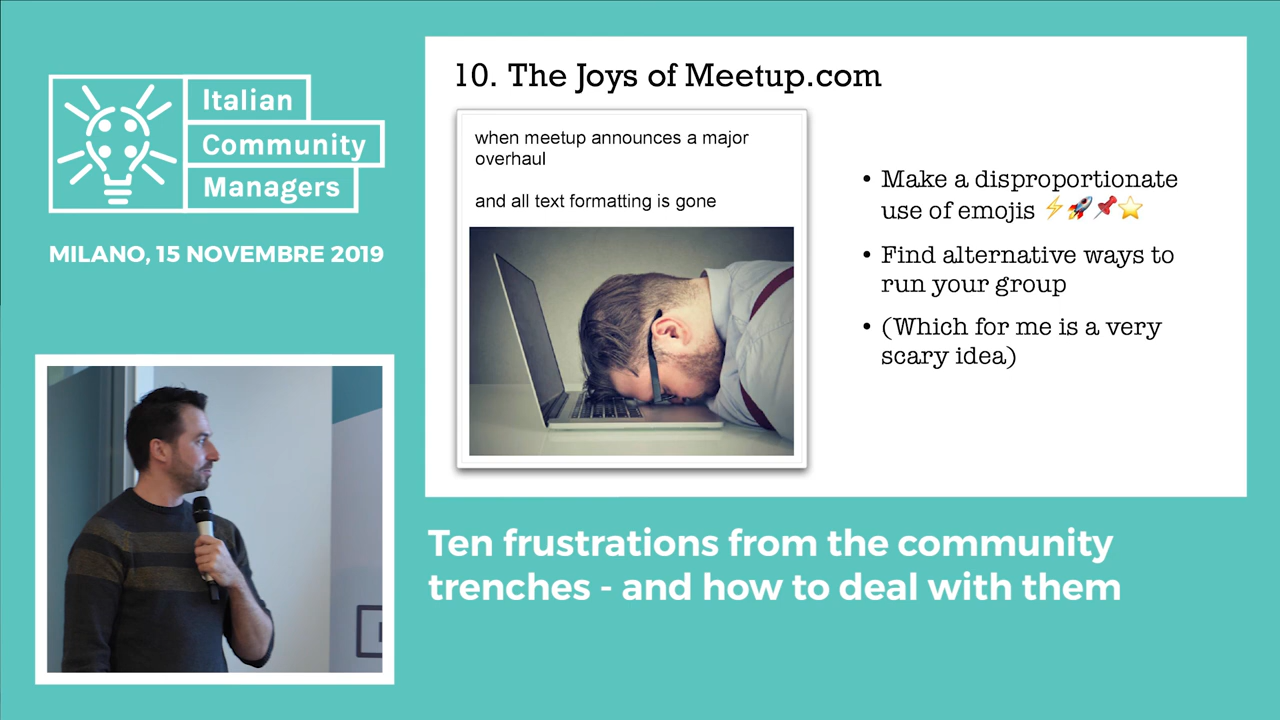 Italian
Community
Managers
MILANO, 15 NOVEMBRE 2019
10. The Joys of Meetup.com
when meetup announces a major
overhaul
and all text formatting is gone
• Make a disproportionate
use of emojis ⚡🚀📌⭐
• Find alternative ways to
run your group
• (Which for me is a very
scary idea)
Ten frustrations from the community
trenches - and how to deal with them